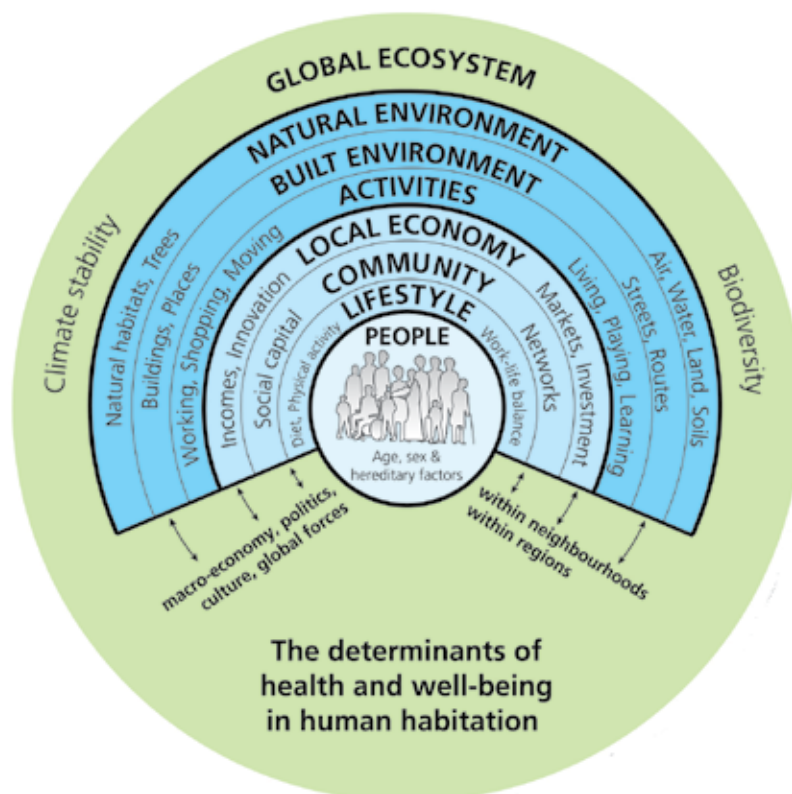 GLOBAL ECOSYSTEM
NATURAL ENVIRONMENT
BUILT ENVIRONMENT
ACTIVITIES
LOCAL ECONOMY
COMMUNITY
LIFESTYLE
PEOPLE
Age, sex &
hereditary factors
Climate stability
Natural habitats, Trees
Buildings, Places
Working, Shopping, Moving
Incomes, Innovation
Social capital
Diet, Physical activity
Work-life balance
Networks
Markets, Investment
Living, Playing, Learning
Streets, Routes
Air, Water, Land, Soils
Biodiversity
macro-economy, politics,
culture, global forces
within neighbourhoods
within regions
The determinants of
health and well-being
in human habitation